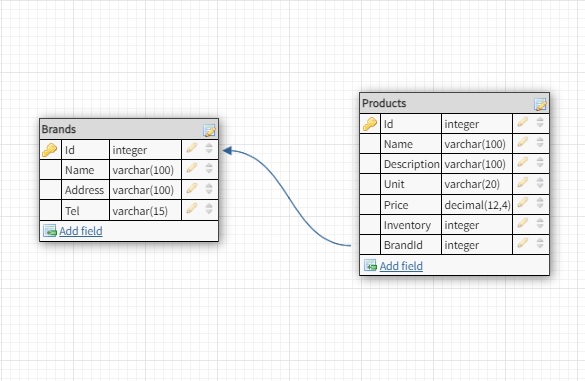 Brands
Id integer
Name varchar(100)
Address varchar(100)
Tel varchar(15)
Add field
Products
Id integer
Name varchar(100)
Description varchar(100)
Unit varchar(20)
Price decimal(12,4)
Inventory integer
BrandId integer
Add field